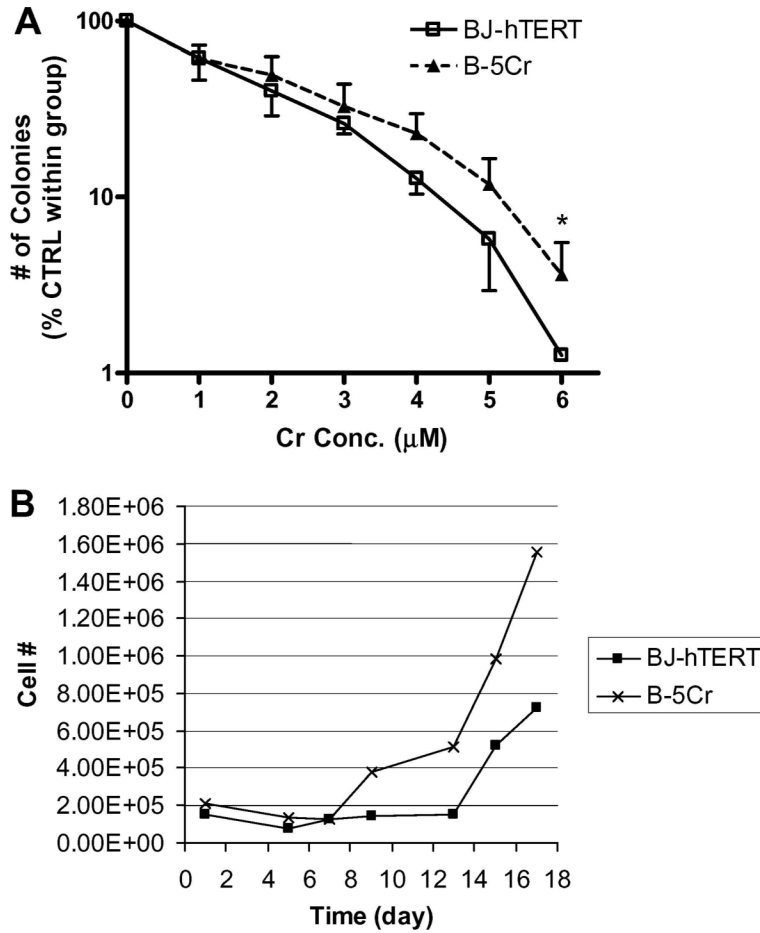 A
100
10
1
# of Colonies
(% CTRL within group)
BJ-hTERT
B-5Cr
*
0 1 2 3 4 5 6
Cr Conc. (μM)
B
1.80E+06
1.60E+06
1.40E+06
1.20E+06
1.00E+06
8.00E+05
6.00E+05
4.00E+05
2.00E+05
0.00E+00
Cell #
0 2 4 6 8 10 12 14 16 18
Time (day)
BJ-hTERT
B-5Cr